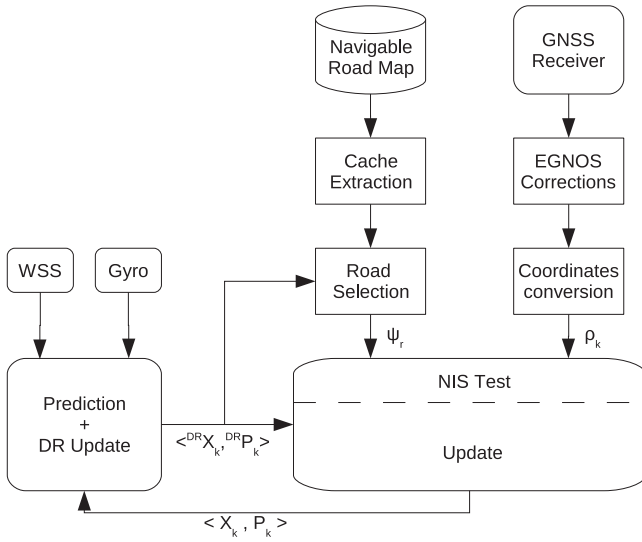 Navigable
Road Map
GNSS
Receiver
Cache
Extraction
EGNOS
Corrections
WSS
Gyro
Road
Selection
Coordinates
conversion
ψr
ρk
NIS Test
Prediction
+
DR Update
<DRXk,DRPk>
Update
< Xk , Pk >